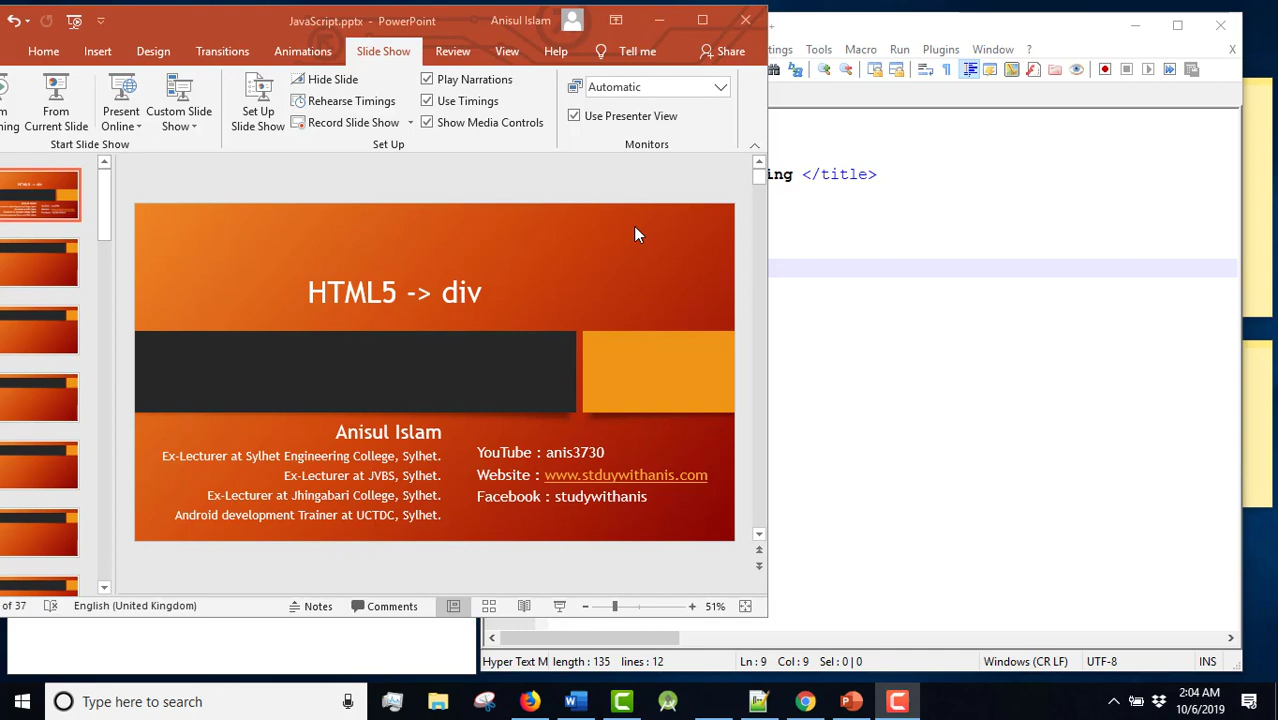 JavaScript.pptx - PowerPoint
Anisul Islam
Home Insert Design Transitions Animations Slide Show Review View Help Tell me Share
From
Current Slide
Present
Online
Custom Slide
Show
Start Slide Show
Set Up
Slide Show
Hide Slide
Rehearse Timings
Record Slide Show
Play Narrations
Use Timings
Show Media Controls
Set Up
Automatic
Use Presenter View
Monitors
HTML5 -> div
Anisul Islam
Ex-Lecturer at Sylhet Engineering College, Sylhet.
Ex-Lecturer at JVBS, Sylhet.
Ex-Lecturer at Jhingabari College, Sylhet.
Android development Trainer at UCTDC, Sylhet.
YouTube : anis3730
Website : www.stduywithanis.com
Facebook : studywithanis
of 37 English (United Kingdom) Notes Comments 51%
tings Tools Macro Run Plugins Window ? X
ing </title>
Hyper Text M length : 135 lines : 12 Ln : 9 Col : 9 Sel : 0 | 0 Windows (CR LF) UTF-8 INS
Type here to search
2:04 AM
10/6/2019